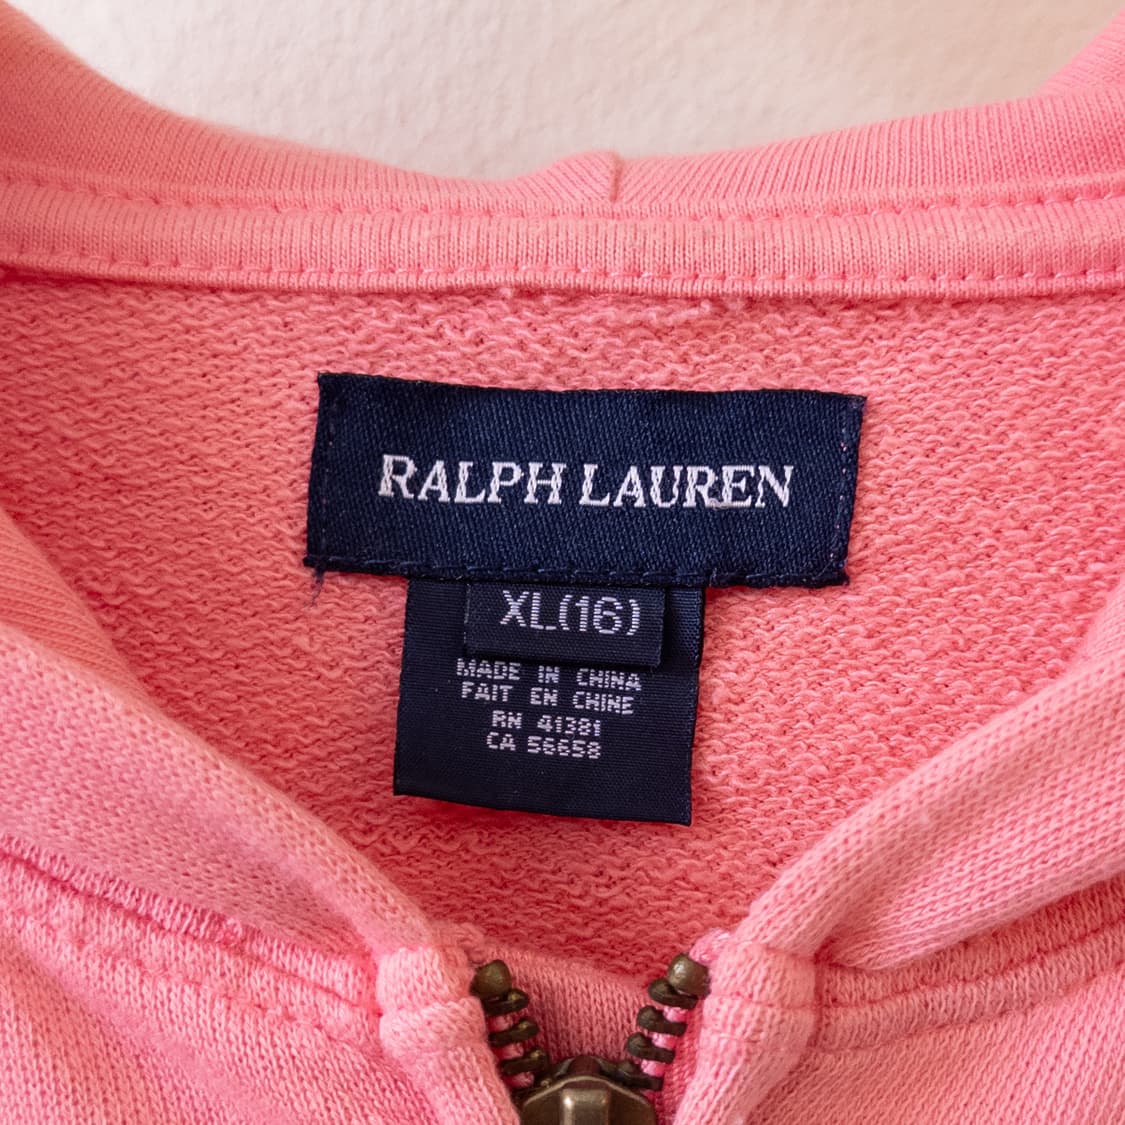 RALPH LAUREN
XL(16)
MADE IN CHINA
FAIT EN CHINE
RN 41381
CA 56658